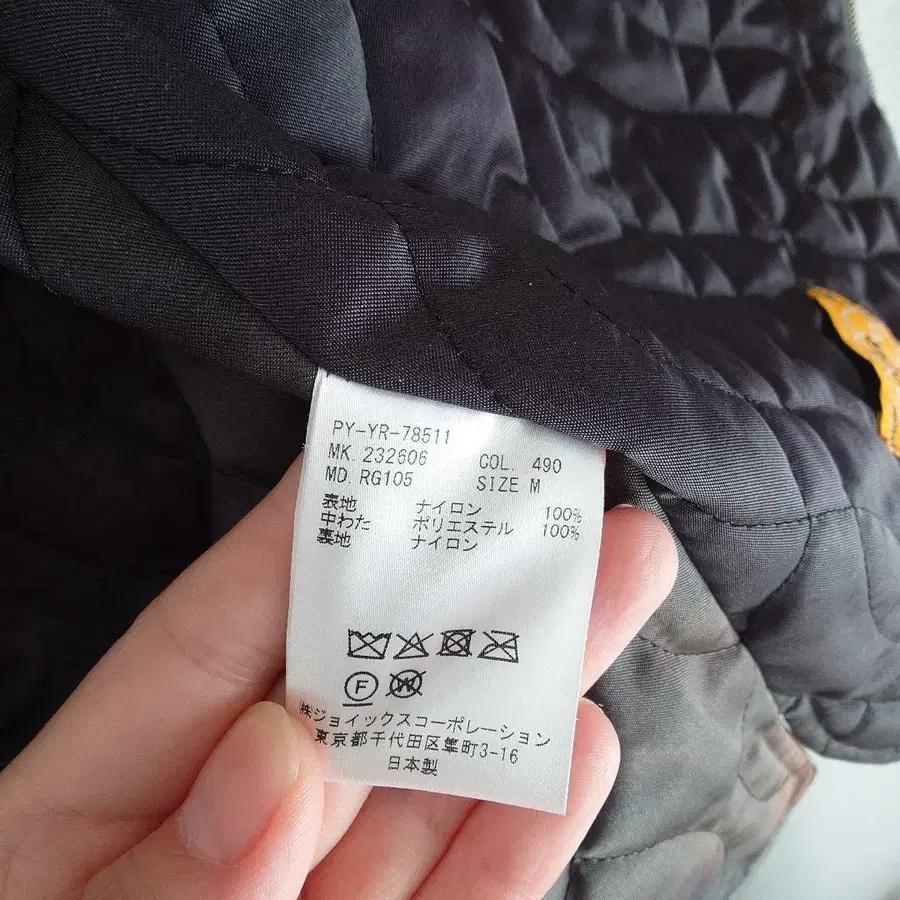 PY-YR-78511
MK. 232606 COL. 490
MD. RG105 SIZE M
表地 ナイロン 100%
中わた ポリエステル 100%
裏地 ナイロン
F
W
(株)ジョイックスコーポレーション
東京都千代田区隼町3-16
日本製